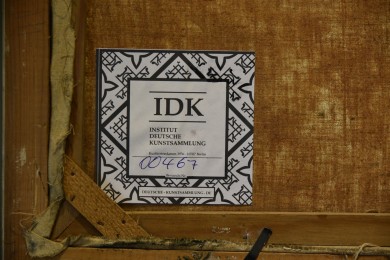 IDK
INSTITUT
DEUTSCHE
KUNSTSAMMLUNG
00467
DEUTSCHE-KUNSTSAMMLUNG.DE